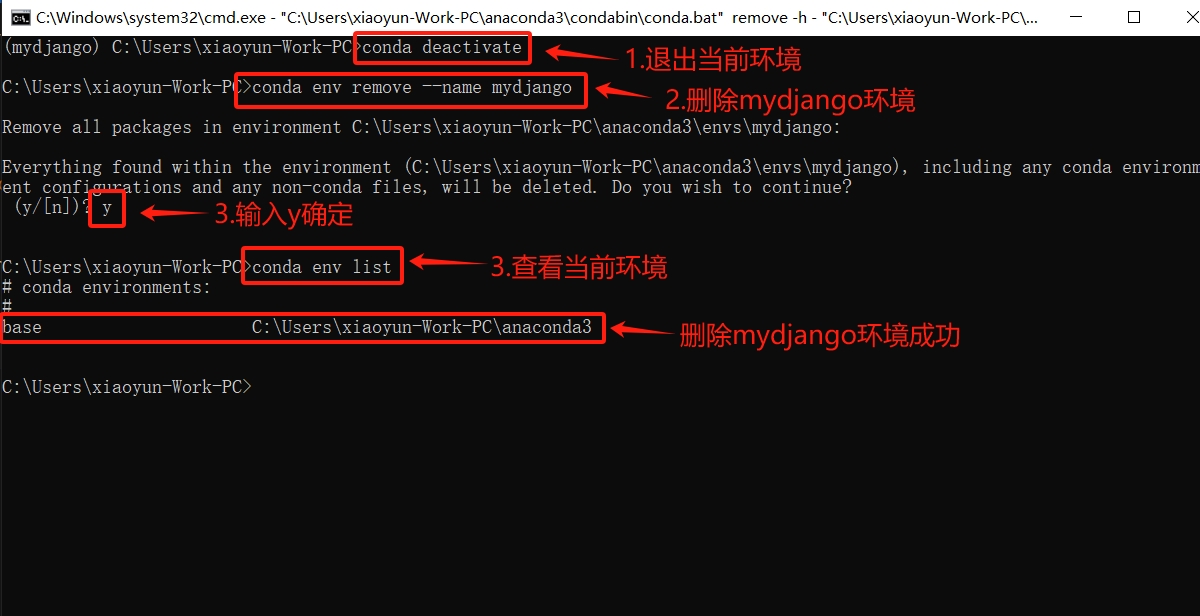 C:\Windows\system32\cmd.exe - "C:\Users\xiaoyun-Work-PC\anaconda3\condabin\conda.bat" remove -h - "C:\Users\xiaoyun-Work-PC\...
(mydjango) C:\Users\xiaoyun-Work-PC>conda deactivate
1.退出当前环境
C:\Users\xiaoyun-Work-PC>conda env remove --name mydjango
2.删除mydjango环境
Remove all packages in environment C:\Users\xiaoyun-Work-PC\anaconda3\envs\mydjango:
Everything found within the environment (C:\Users\xiaoyun-Work-PC\anaconda3\envs\mydjango), including any conda environm
ent configurations and any non-conda files, will be deleted. Do you wish to continue?
(y/[n])? y
3.输入y确定
C:\Users\xiaoyun-Work-PC>conda env list
3.查看当前环境
# conda environments:
#
base C:\Users\xiaoyun-Work-PC\anaconda3
删除mydjango环境成功
C:\Users\xiaoyun-Work-PC>